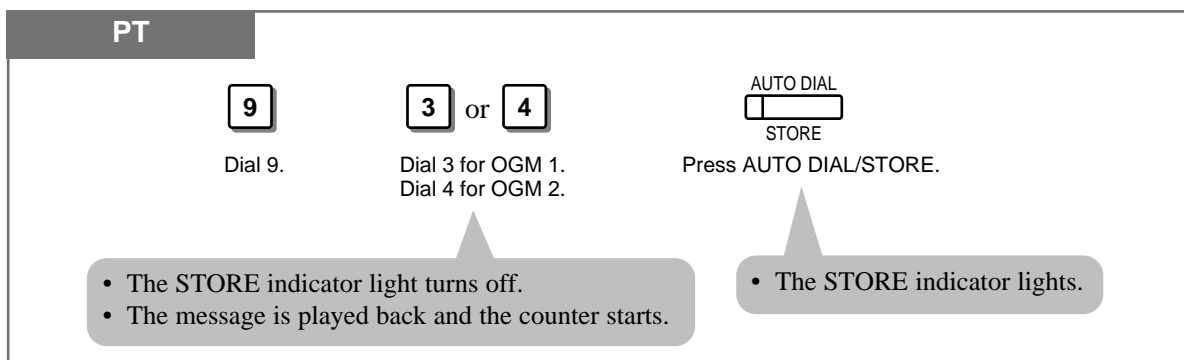 PT
9
3 or 4
AUTO DIAL
STORE
Dial 9.
Dial 3 for OGM 1.
Dial 4 for OGM 2.
Press AUTO DIAL/STORE.
• The STORE indicator light turns off.
• The message is played back and the counter starts.
• The STORE indicator lights.